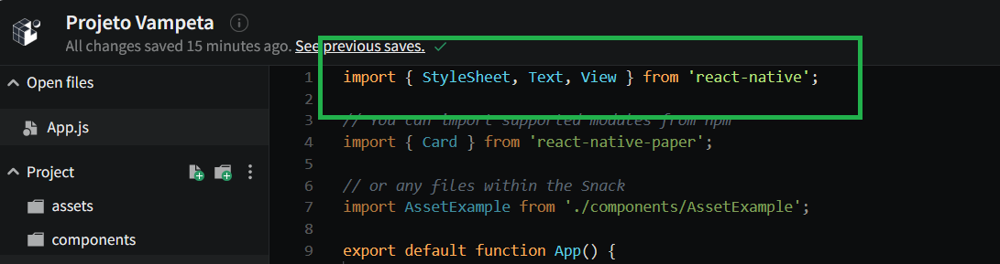 Projeto Vampeta
All changes saved 15 minutes ago. See previous saves.
Open files
App.js
Project
assets
components
1 import { StyleSheet, Text, View } from 'react-native';
2
3 // You can import supported modules from npm
4 import { Card } from 'react-native-paper';
5
6 // or any files within the Snack
7 import AssetExample from './components/AssetExample';
8
9 export default function App() {